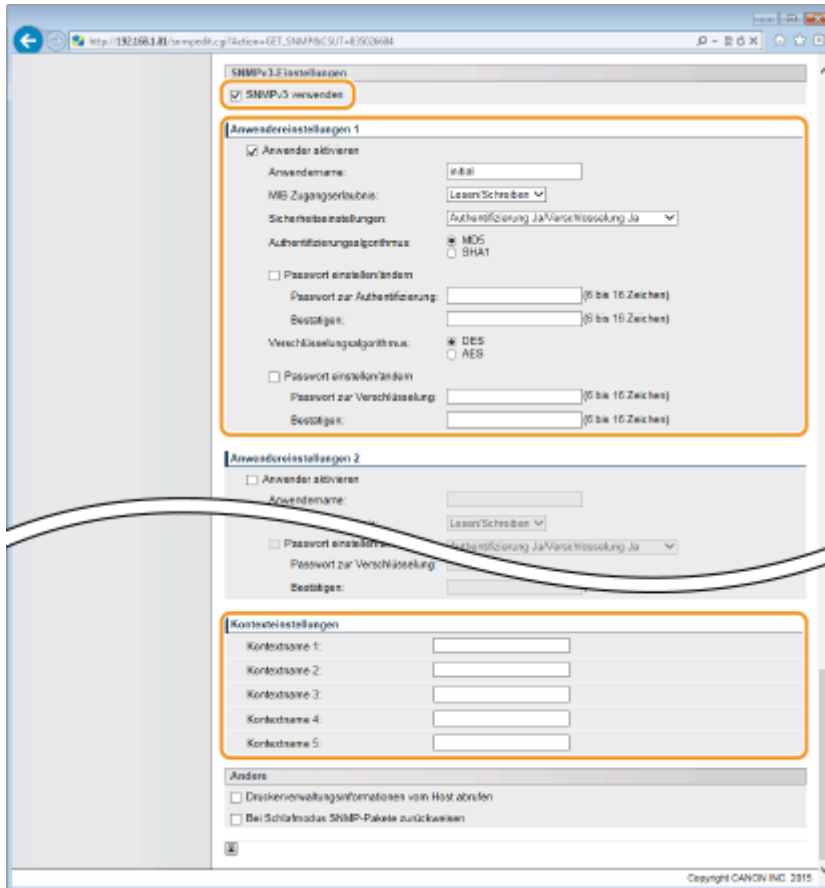 http://192.168.1.81/snmpedit.cgi?Action=GET_SNMP&CSUT=835026684
SNMPv3-Einstellungen
SNMPv3 verwenden
Anwendereinstellungen 1
Anwender aktivieren
Anwendername: initial
MIB Zugangserlaubnis: Lesen/Schreiben
Sicherheitseinstellungen: Authentifizierung Ja/Verschlüsselung Ja
Authentifizierungsalgorithmus: MD5
SHA1
Passwort einstellen/ändern
Passwort zur Authentifizierung: (6 bis 16 Zeichen)
Bestätigen: (6 bis 16 Zeichen)
Verschlüsselungsalgorithmus: DES
AES
Passwort einstellen/ändern
Passwort zur Verschlüsselung: (6 bis 16 Zeichen)
Bestätigen: (6 bis 16 Zeichen)
Anwendereinstellungen 2
Anwender aktivieren
Anwendername:
Lesen/Schreiben
Passwort Authentifizierung Ja/Verschlüsselung Ja
Passwort zur Verschlüsselung:
Bestätigen:
Kontexteinstellungen
Kontextname 1:
Kontextname 2:
Kontextname 3:
Kontextname 4:
Kontextname 5:
Andere
Druckerverwaltungsinformationen vom Host abrufen
Bei Schlafmodus SNMP-Pakete zurückweisen
Copyright CANON INC. 2015